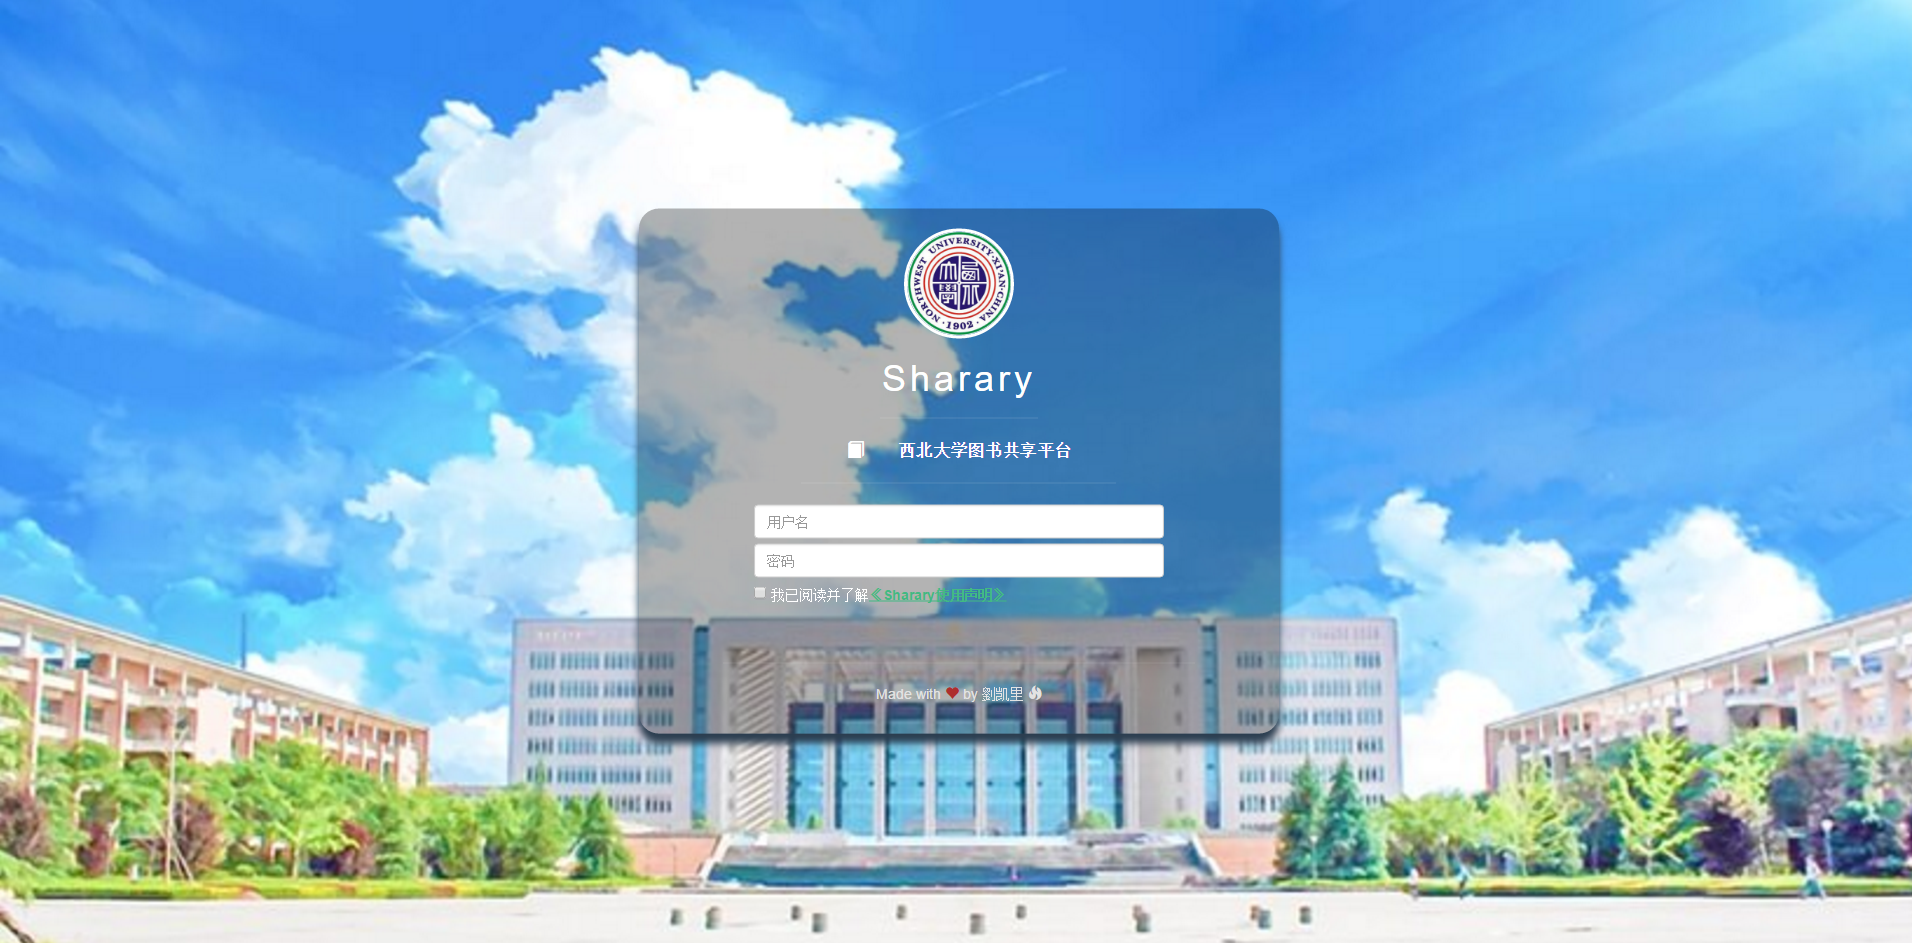 NORTHWEST UNIVERSITY·XI'AN·CHINA
·1902·
Sharary
西北大学图书共享平台
用户名
密码
我已阅读并了解《Sharary使用声明》
Made with ❤ by 劉凯里